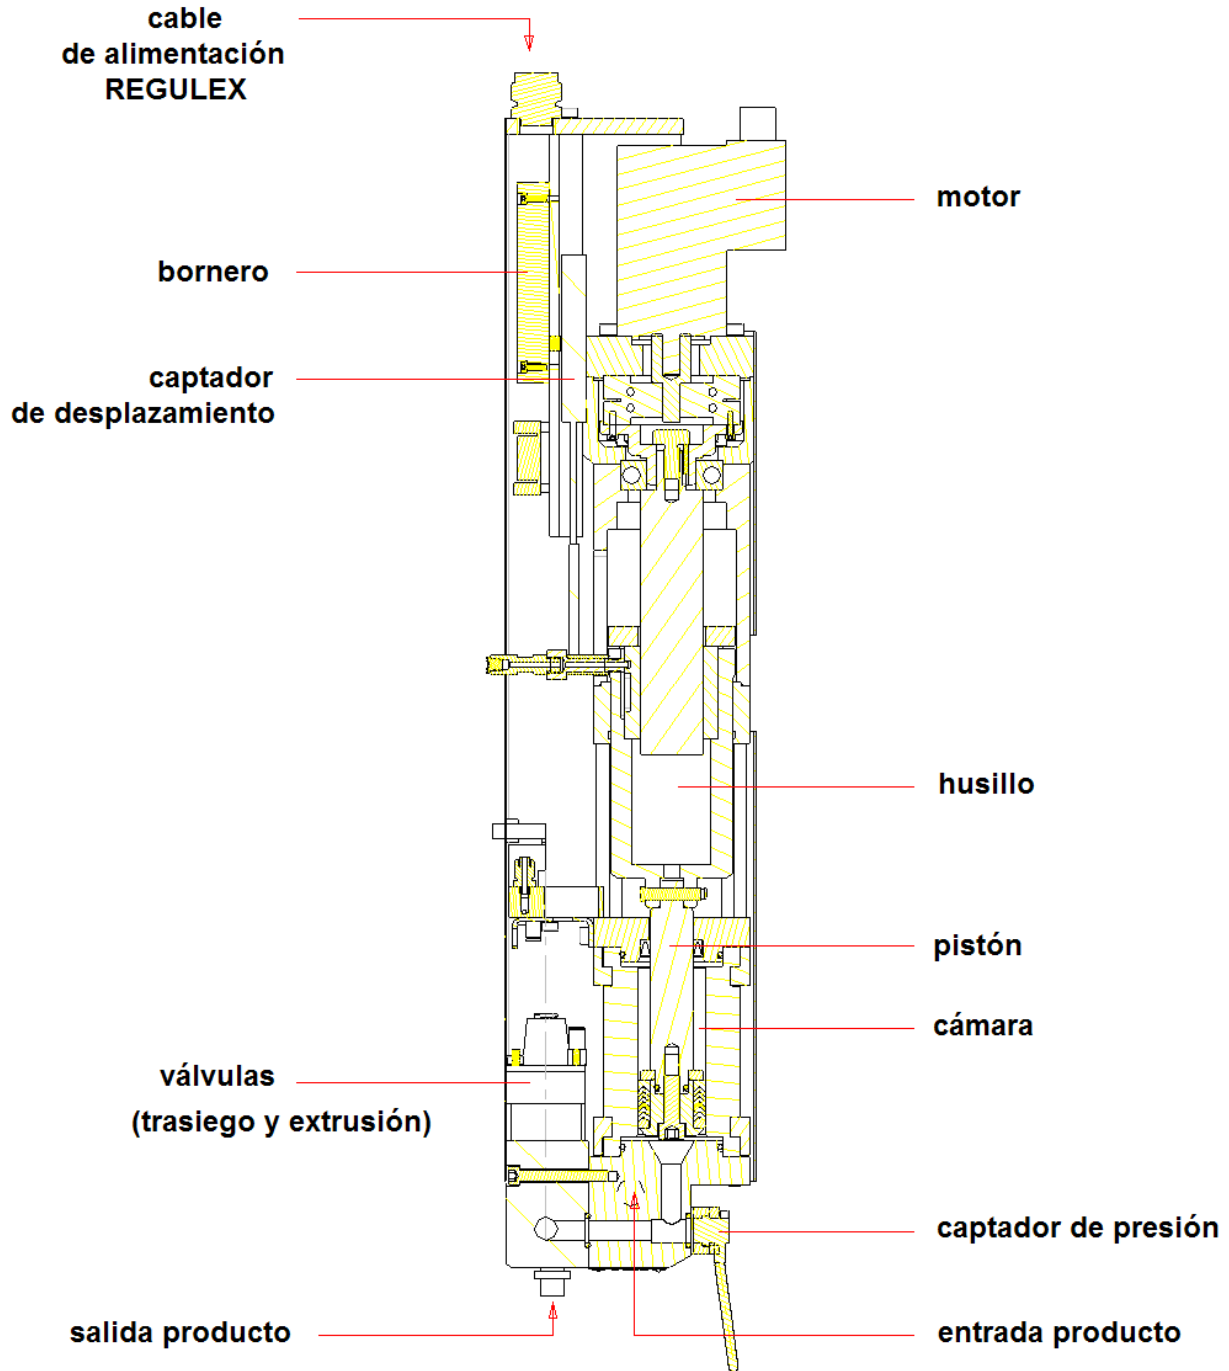 cable
de alimentación
REGULEX
motor
bornero
captador
de desplazamiento
husillo
pistón
cámara
válvulas
(trasiego y extrusión)
captador de presión
salida producto
entrada producto